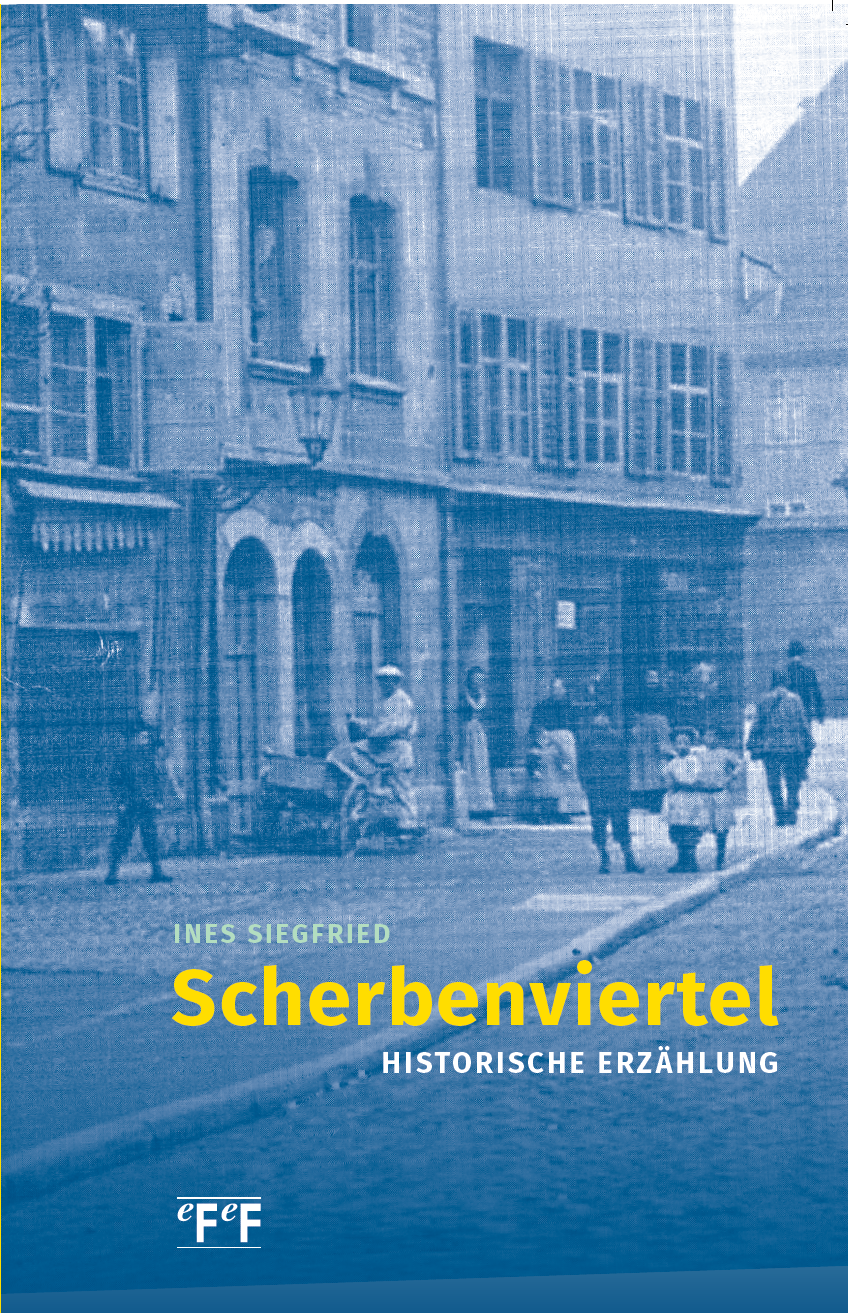 INES SIEGFRIED
Scherbenviertel
HISTORISCHE ERZÄHLUNG
eFeF